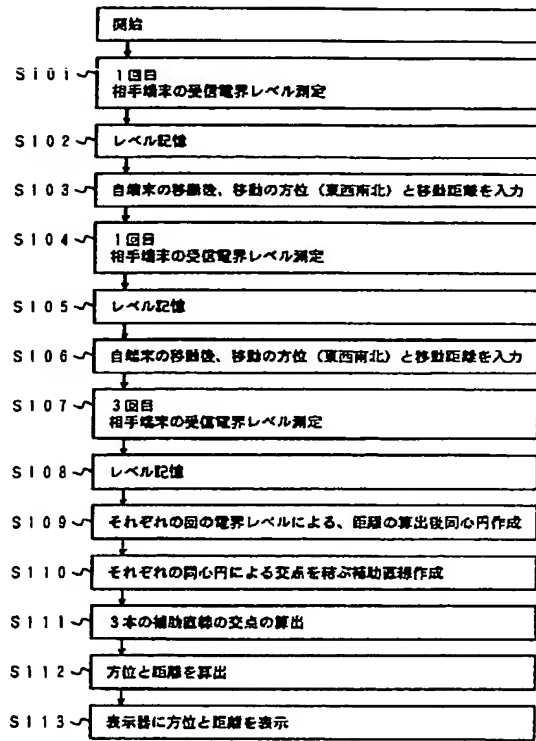 開始
S101
1回目
相手端末の受信電界レベル測定
S102
レベル記憶
S103
自端末の移動後、移動の方位（東西南北）と移動距離を入力
S104
1回目
相手端末の受信電界レベル測定
S105
レベル記憶
S106
自端末の移動後、移動の方位（東西南北）と移動距離を入力
S107
3回目
相手端末の受信電界レベル測定
S108
レベル記憶
S109
それぞれの回の電界レベルによる、距離の算出後同心円作成
S110
それぞれの同心円による交点を結ぶ補助直線作成
S111
3本の補助直線の交点の算出
S112
方位と距離を算出
S113
表示器に方位と距離を表示